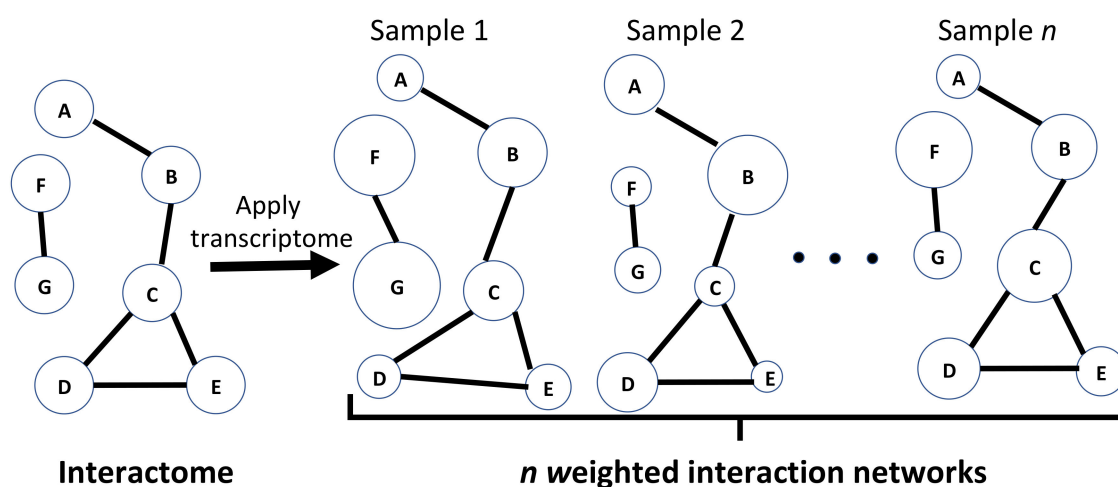 Sample 1
Sample 2
Sample n
A
B
F
G
C
D
E
Apply
transcriptome
A
F
B
G
C
D
E
A
B
F
G
C
D
E
A
F
B
G
C
D
E
Interactome
n weighted interaction networks